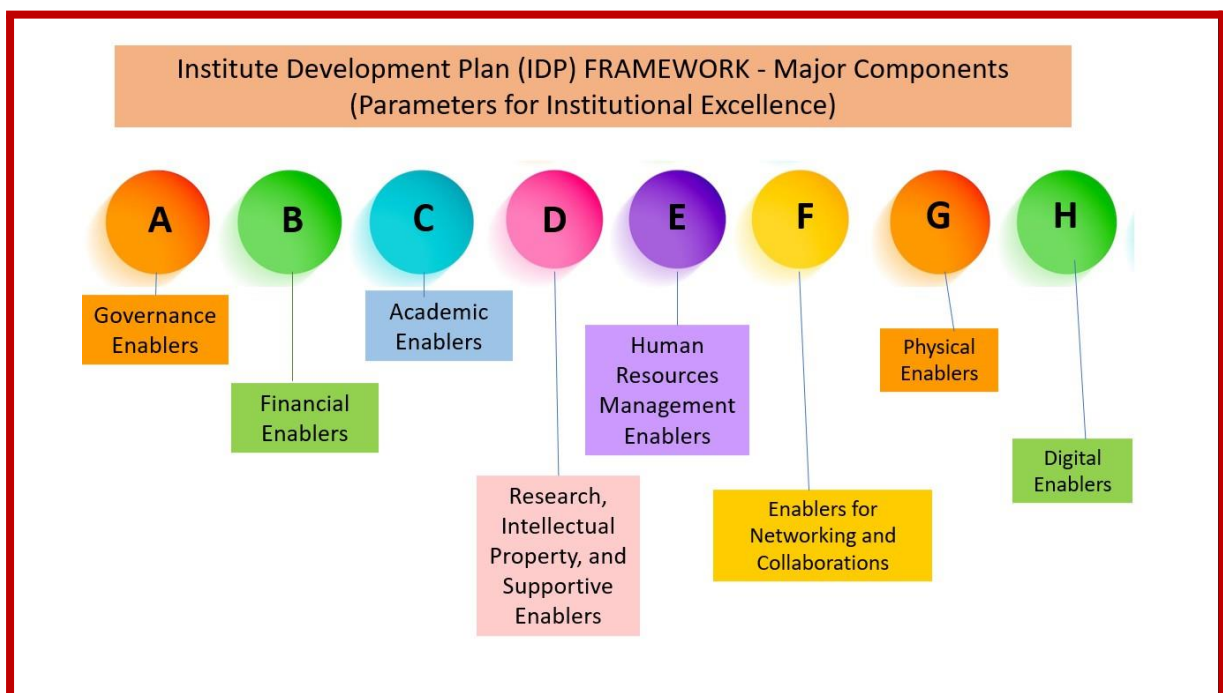 Institute Development Plan (IDP) FRAMEWORK - Major Components
(Parameters for Institutional Excellence)
A
B
C
D
E
F
G
H
Governance
Enablers
Financial
Enablers
Academic
Enablers
Research,
Intellectual
Property, and
Supportive
Enablers
Human
Resources
Management
Enablers
Enablers for
Networking and
Collaborations
Physical
Enablers
Digital
Enablers